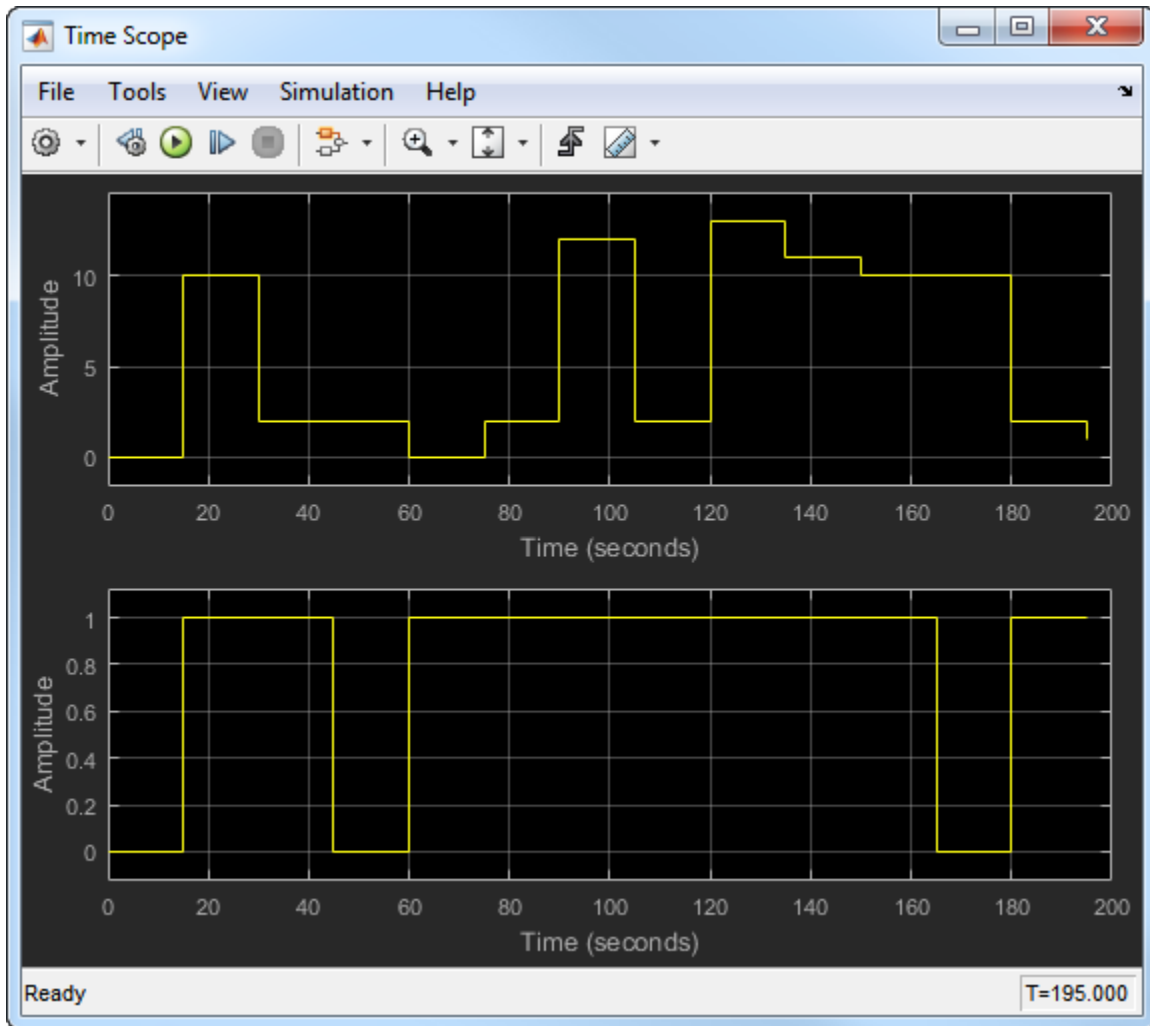 Time Scope
File Tools View Simulation Help
Amplitude
10
5
0
0 20 40 60 80 100 120 140 160 180 200
Time (seconds)
Amplitude
1
0.8
0.6
0.4
0.2
0
0 20 40 60 80 100 120 140 160 180 200
Time (seconds)
Ready T=195.000